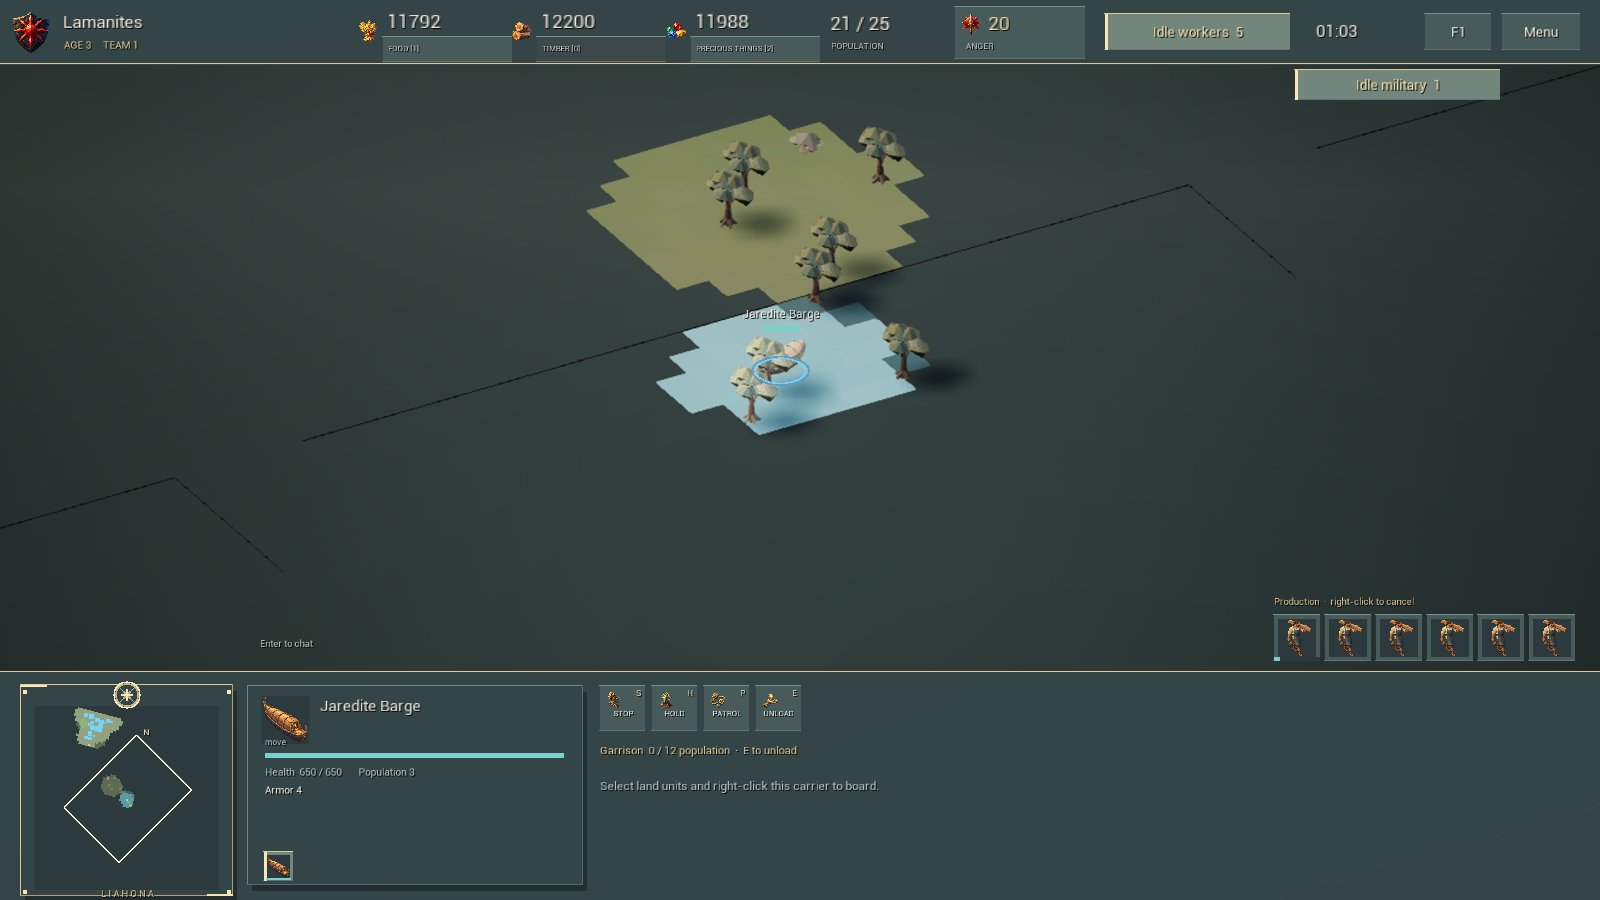 Lamanites
AGE 3 TEAM 1
11792
FOOD [1]
12200
TIMBER [0]
11988
PRECIOUS THINGS [2]
21 / 25
POPULATION
20
ANGER
Idle workers 5
01:03
F1
Menu
Idle military 1
Jaredite Barge
Production · right-click to cancel
Enter to chat
N
LIAHONA
Jaredite Barge
move
Health 650 / 650 Population 3
Armor 4
S
STOP
H
HOLD
P
PATROL
E
UNLOAD
Garrison 0 / 12 population · E to unload
Select land units and right-click this carrier to board.